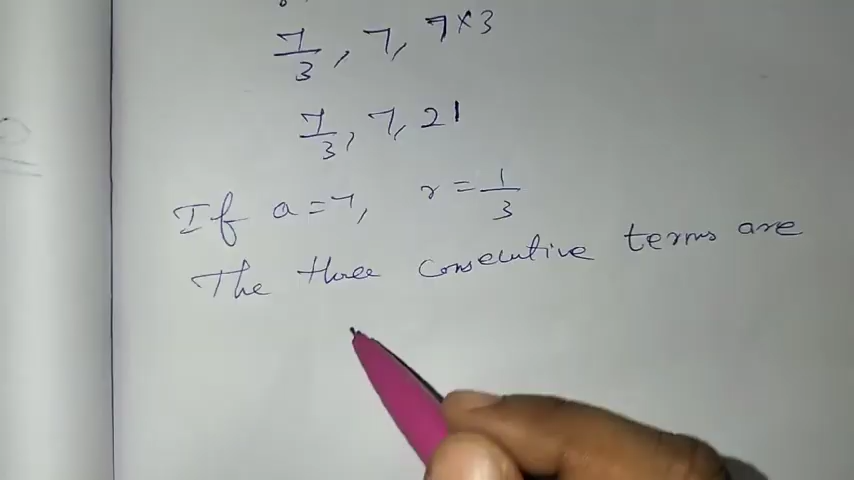 7/3, 7, 7×3
7/3, 7, 21
If a=7, r=1/3
The three consecutive terms are